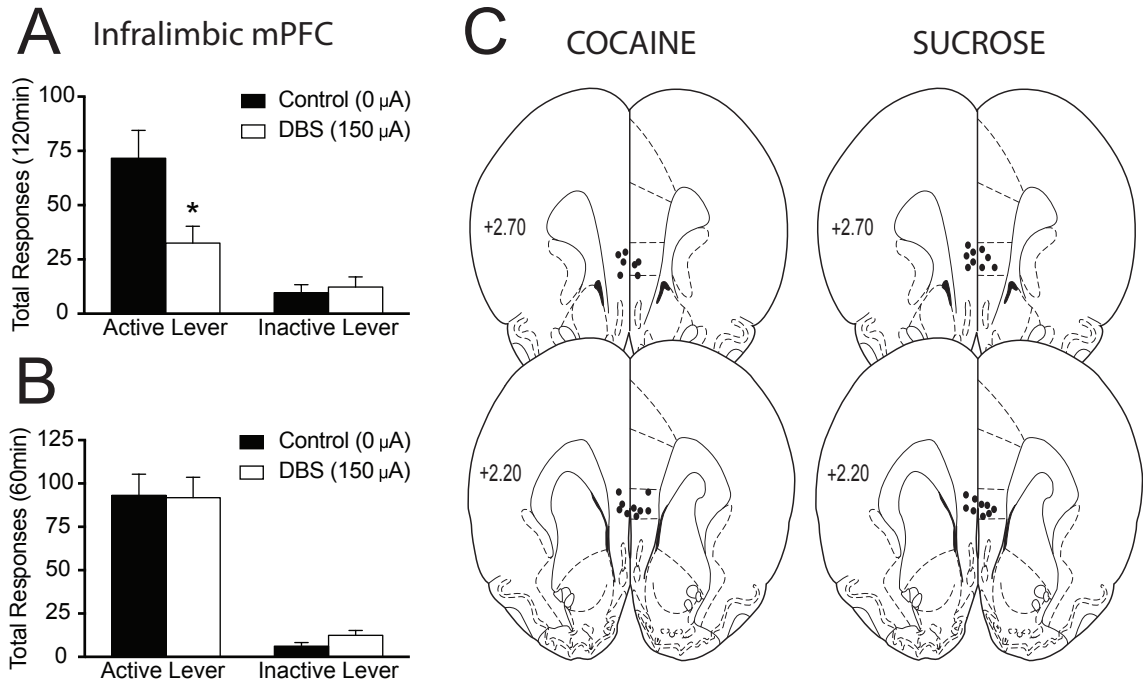 A Infralimbic mPFC
Total Responses (120min)
100
75
50
25
0
Control (0 µA)
DBS (150 µA)
*
Active Lever Inactive Lever
B
Total Responses (60min)
125
100
75
50
25
0
Control (0 µA)
DBS (150 µA)
Active Lever Inactive Lever
C COCAINE SUCROSE
+2.70 +2.70
+2.20 +2.20